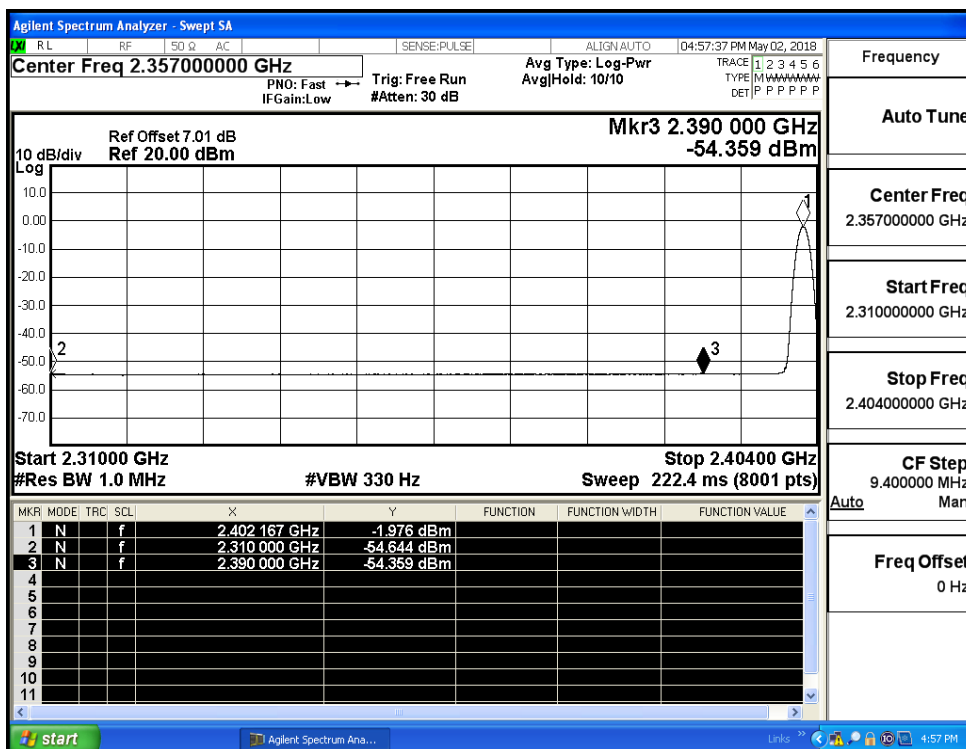 Agilent Spectrum Analyzer - Swept SA
LXI RL RF 50 Ω AC SENSE:PULSE ALIGN AUTO 04:57:37 PM May 02, 2018
Center Freq 2.357000000 GHz
PNO: Fast
IFGain:Low
Trig: Free Run
#Atten: 30 dB
Avg Type: Log-Pwr
Avg|Hold: 10/10
TRACE 1 2 3 4 5 6
TYPE M WWWWW
DET P P P P P P
Ref Offset 7.01 dB
10 dB/div Ref 20.00 dBm
Log
Mkr3 2.390 000 GHz
-54.359 dBm
10.0
0.00
-10.0
-20.0
-30.0
-40.0
-50.0
-60.0
-70.0
1
2
3
Start 2.31000 GHz Stop 2.40400 GHz
#Res BW 1.0 MHz #VBW 330 Hz Sweep 222.4 ms (8001 pts)
MKR MODE TRC SCL X Y FUNCTION FUNCTION WIDTH FUNCTION VALUE
1 N f 2.402 167 GHz -1.976 dBm
2 N f 2.310 000 GHz -54.644 dBm
3 N f 2.390 000 GHz -54.359 dBm
4
5
6
7
8
9
10
11
Frequency
Auto Tune
Center Freq
2.357000000 GHz
Start Freq
2.310000000 GHz
Stop Freq
2.404000000 GHz
CF Step
9.400000 MHz
Auto Man
Freq Offset
0 Hz
start Agilent Spectrum Ana... Links » 4:57 PM